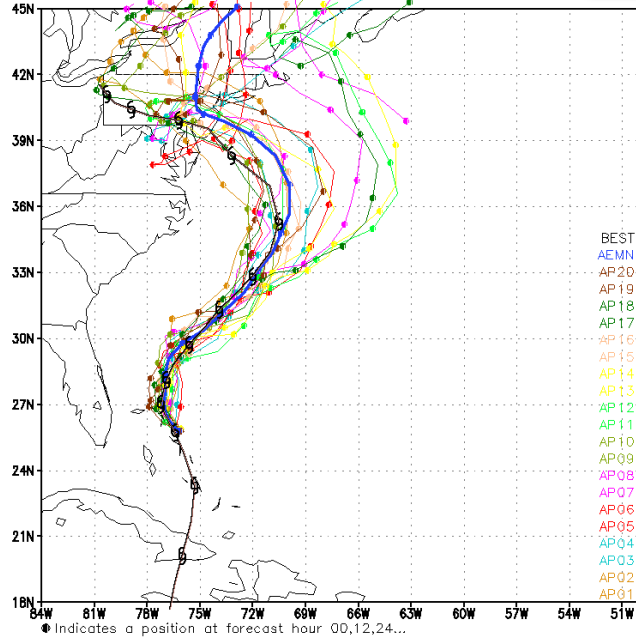 45N
42N
39N
36N
33N
30N
27N
24N
21N
18N
84W 81W 78W 75W 72W 69W 66W 63W 60W 57W 54W 51W
BEST
AEMN
AP20
AP19
AP18
AP17
AP16
AP15
AP14
AP13
AP12
AP11
AP10
AP09
AP08
AP07
AP06
AP05
AP04
AP03
AP02
AP01
Indicates a position at forecast hour 00,12,24...